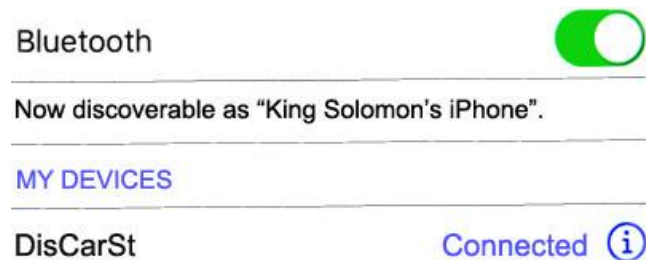 Bluetooth
Now discoverable as “King Solomon’s iPhone”.
MY DEVICES
DisCarSt Connected